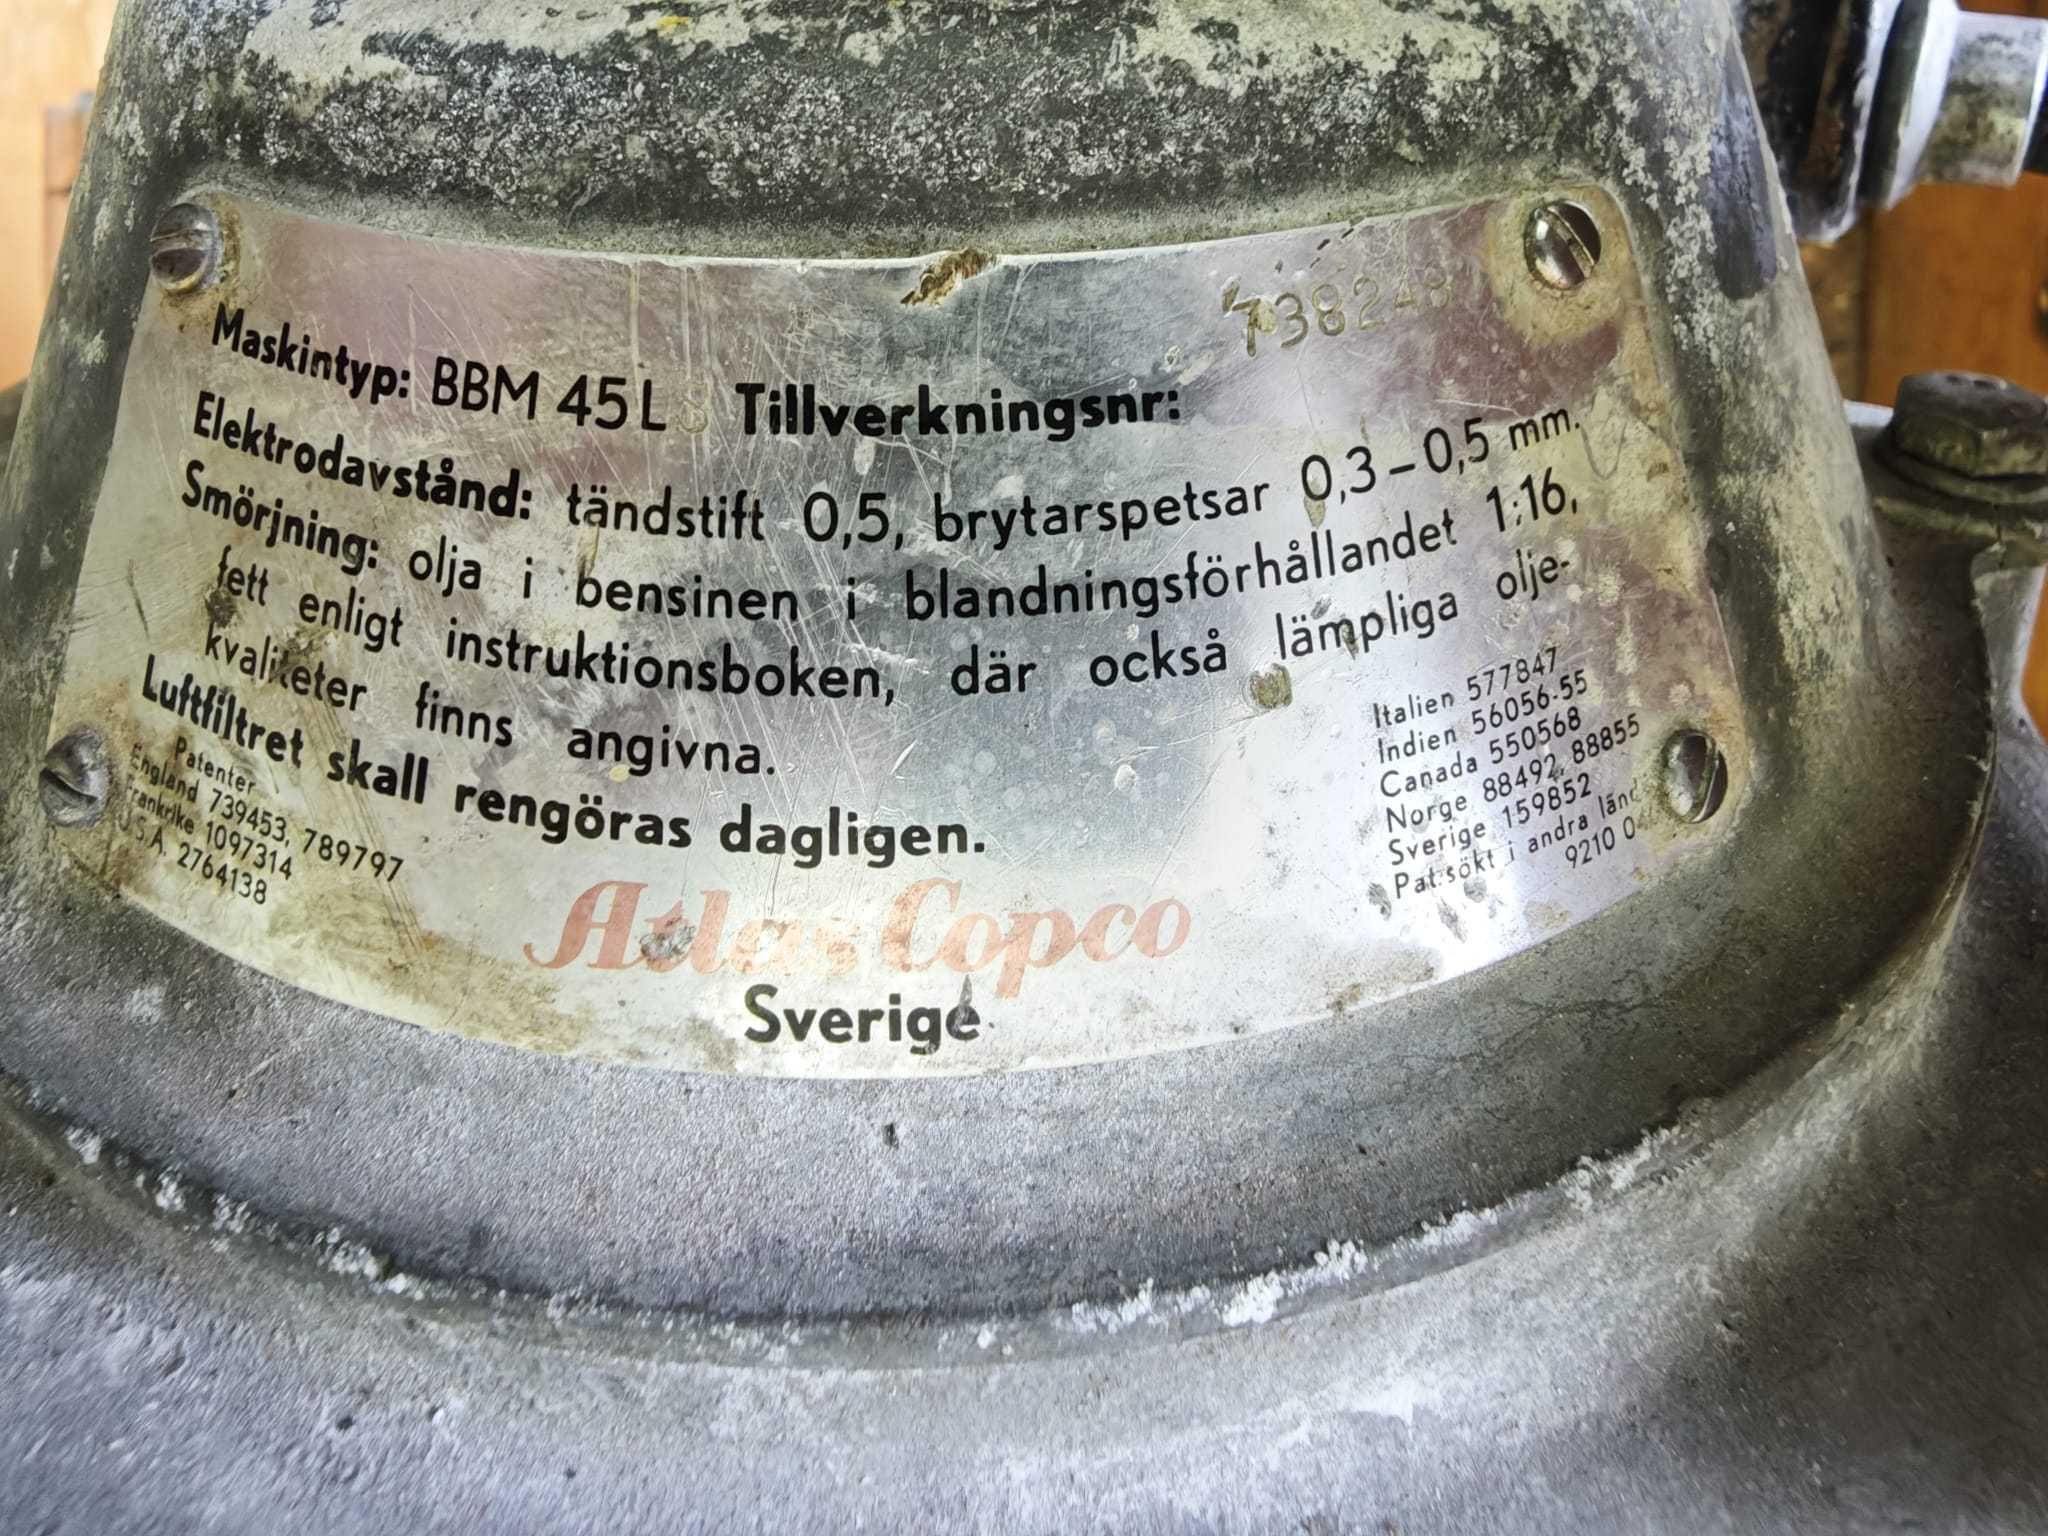 738248
Maskintyp: BBM 45L Tillverkningsnr:
Elektrodavstånd: tändstift 0,5, brytarspetsar 0,3–0,5 mm.
Smörjning: olja i bensinen i blandningsförhållandet 1:16,
fett enligt instruktionsboken, där också lämpliga olje-
kvaliteter finns angivna.
Luftfiltret skall rengöras dagligen.
Patenter
England 739453, 789797
Frankrike 1097314
U.S.A. 2764138
Italien 577847
Indien 56056-55
Canada 550568
Norge 88492, 88855
Sverige 159852
Pat. sökt i andra
9210
Atlas Copco
Sverige